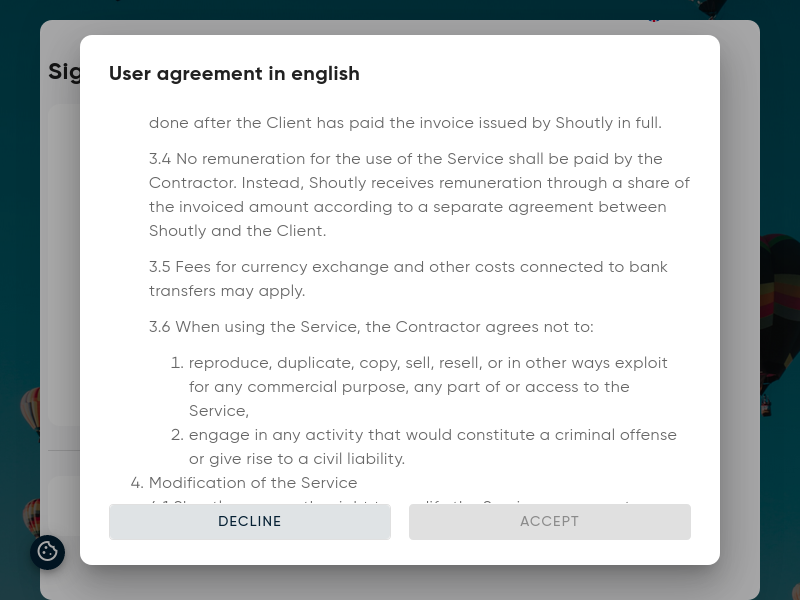 Sig
User agreement in english
done after the Client has paid the invoice issued by Shoutly in full.
3.4 No remuneration for the use of the Service shall be paid by the
Contractor. Instead, Shoutly receives remuneration through a share of
the invoiced amount according to a separate agreement between
Shoutly and the Client.
3.5 Fees for currency exchange and other costs connected to bank
transfers may apply.
3.6 When using the Service, the Contractor agrees not to:
1. reproduce, duplicate, copy, sell, resell, or in other ways exploit
for any commercial purpose, any part of or access to the
Service,
2. engage in any activity that would constitute a criminal offense
or give rise to a civil liability.
4. Modification of the Service
DECLINE
ACCEPT